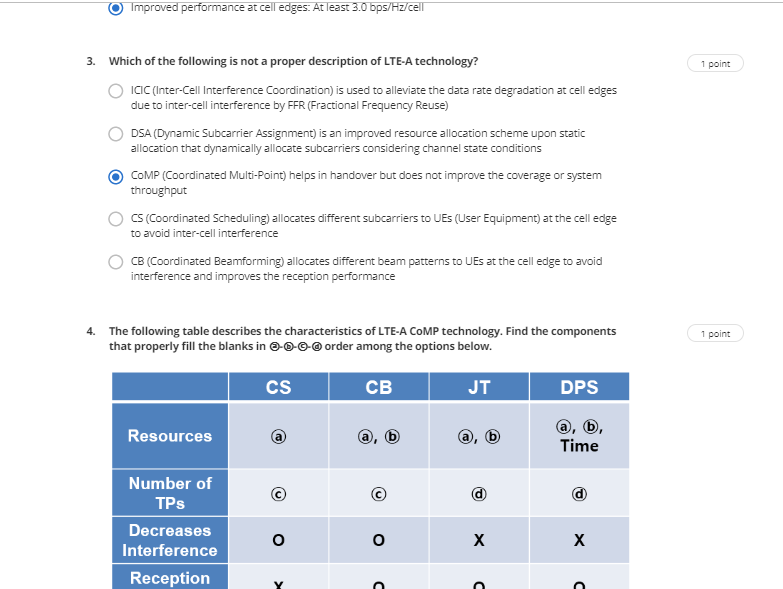 Improved performance at cell edges: At least 3.0 bps/Hz/cell
3. Which of the following is not a proper description of LTE-A technology?
1 point
ICIC (Inter-Cell Interference Coordination) is used to alleviate the data rate degradation at cell edges
due to inter-cell interference by FFR (Fractional Frequency Reuse)
DSA (Dynamic Subcarrier Assignment) is an improved resource allocation scheme upon static
allocation that dynamically allocate subcarriers considering channel state conditions
CoMP (Coordinated Multi-Point) helps in handover but does not improve the coverage or system
throughput
CS (Coordinated Scheduling) allocates different subcarriers to UEs (User Equipment) at the cell edge
to avoid inter-cell interference
CB (Coordinated Beamforming) allocates different beam patterns to UEs at the cell edge to avoid
interference and improves the reception performance
4. The following table describes the characteristics of LTE-A CoMP technology. Find the components
1 point
that properly fill the blanks in ⓐ-ⓑ-ⓒ-ⓓ order among the options below.
CS CB JT DPS
Resources ⓐ ⓐ, ⓑ ⓐ, ⓑ ⓐ, ⓑ,
Time
Number of
TPs
ⓒ ⓒ ⓓ ⓓ
Decreases
Interference
O O X X
Reception
X O O O